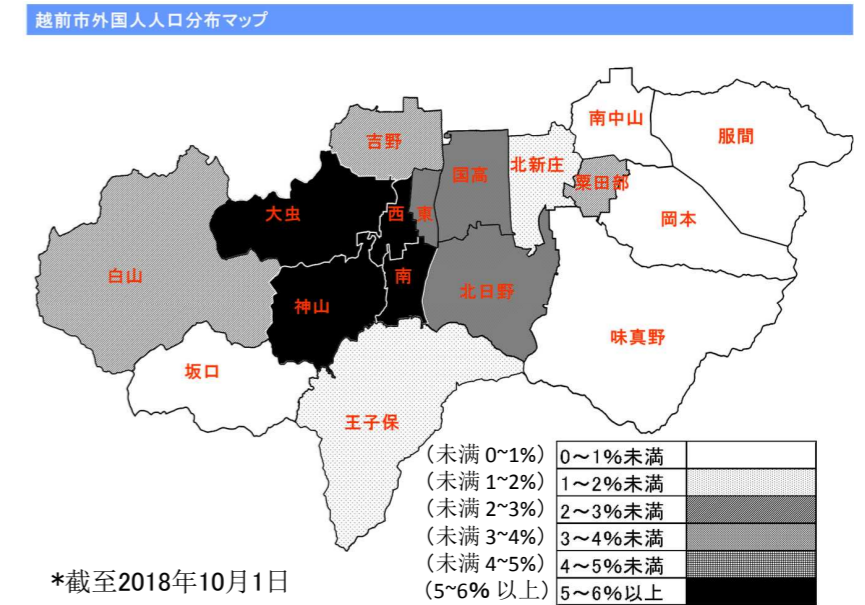 越前市外国人人口分布マップ
南中山
服間
吉野
北新庄
国高
粟田部
大虫
西
東
岡本
白山
神山
南
北日野
味真野
坂口
王子保
(未满 0~1%) 0～1%未満
(未满 1~2%) 1～2%未満
(未满 2~3%) 2～3%未満
(未满 3~4%) 3～4%未満
(未满 4~5%) 4～5%未満
(5~6% 以上) 5～6%以上
*截至2018年10月1日